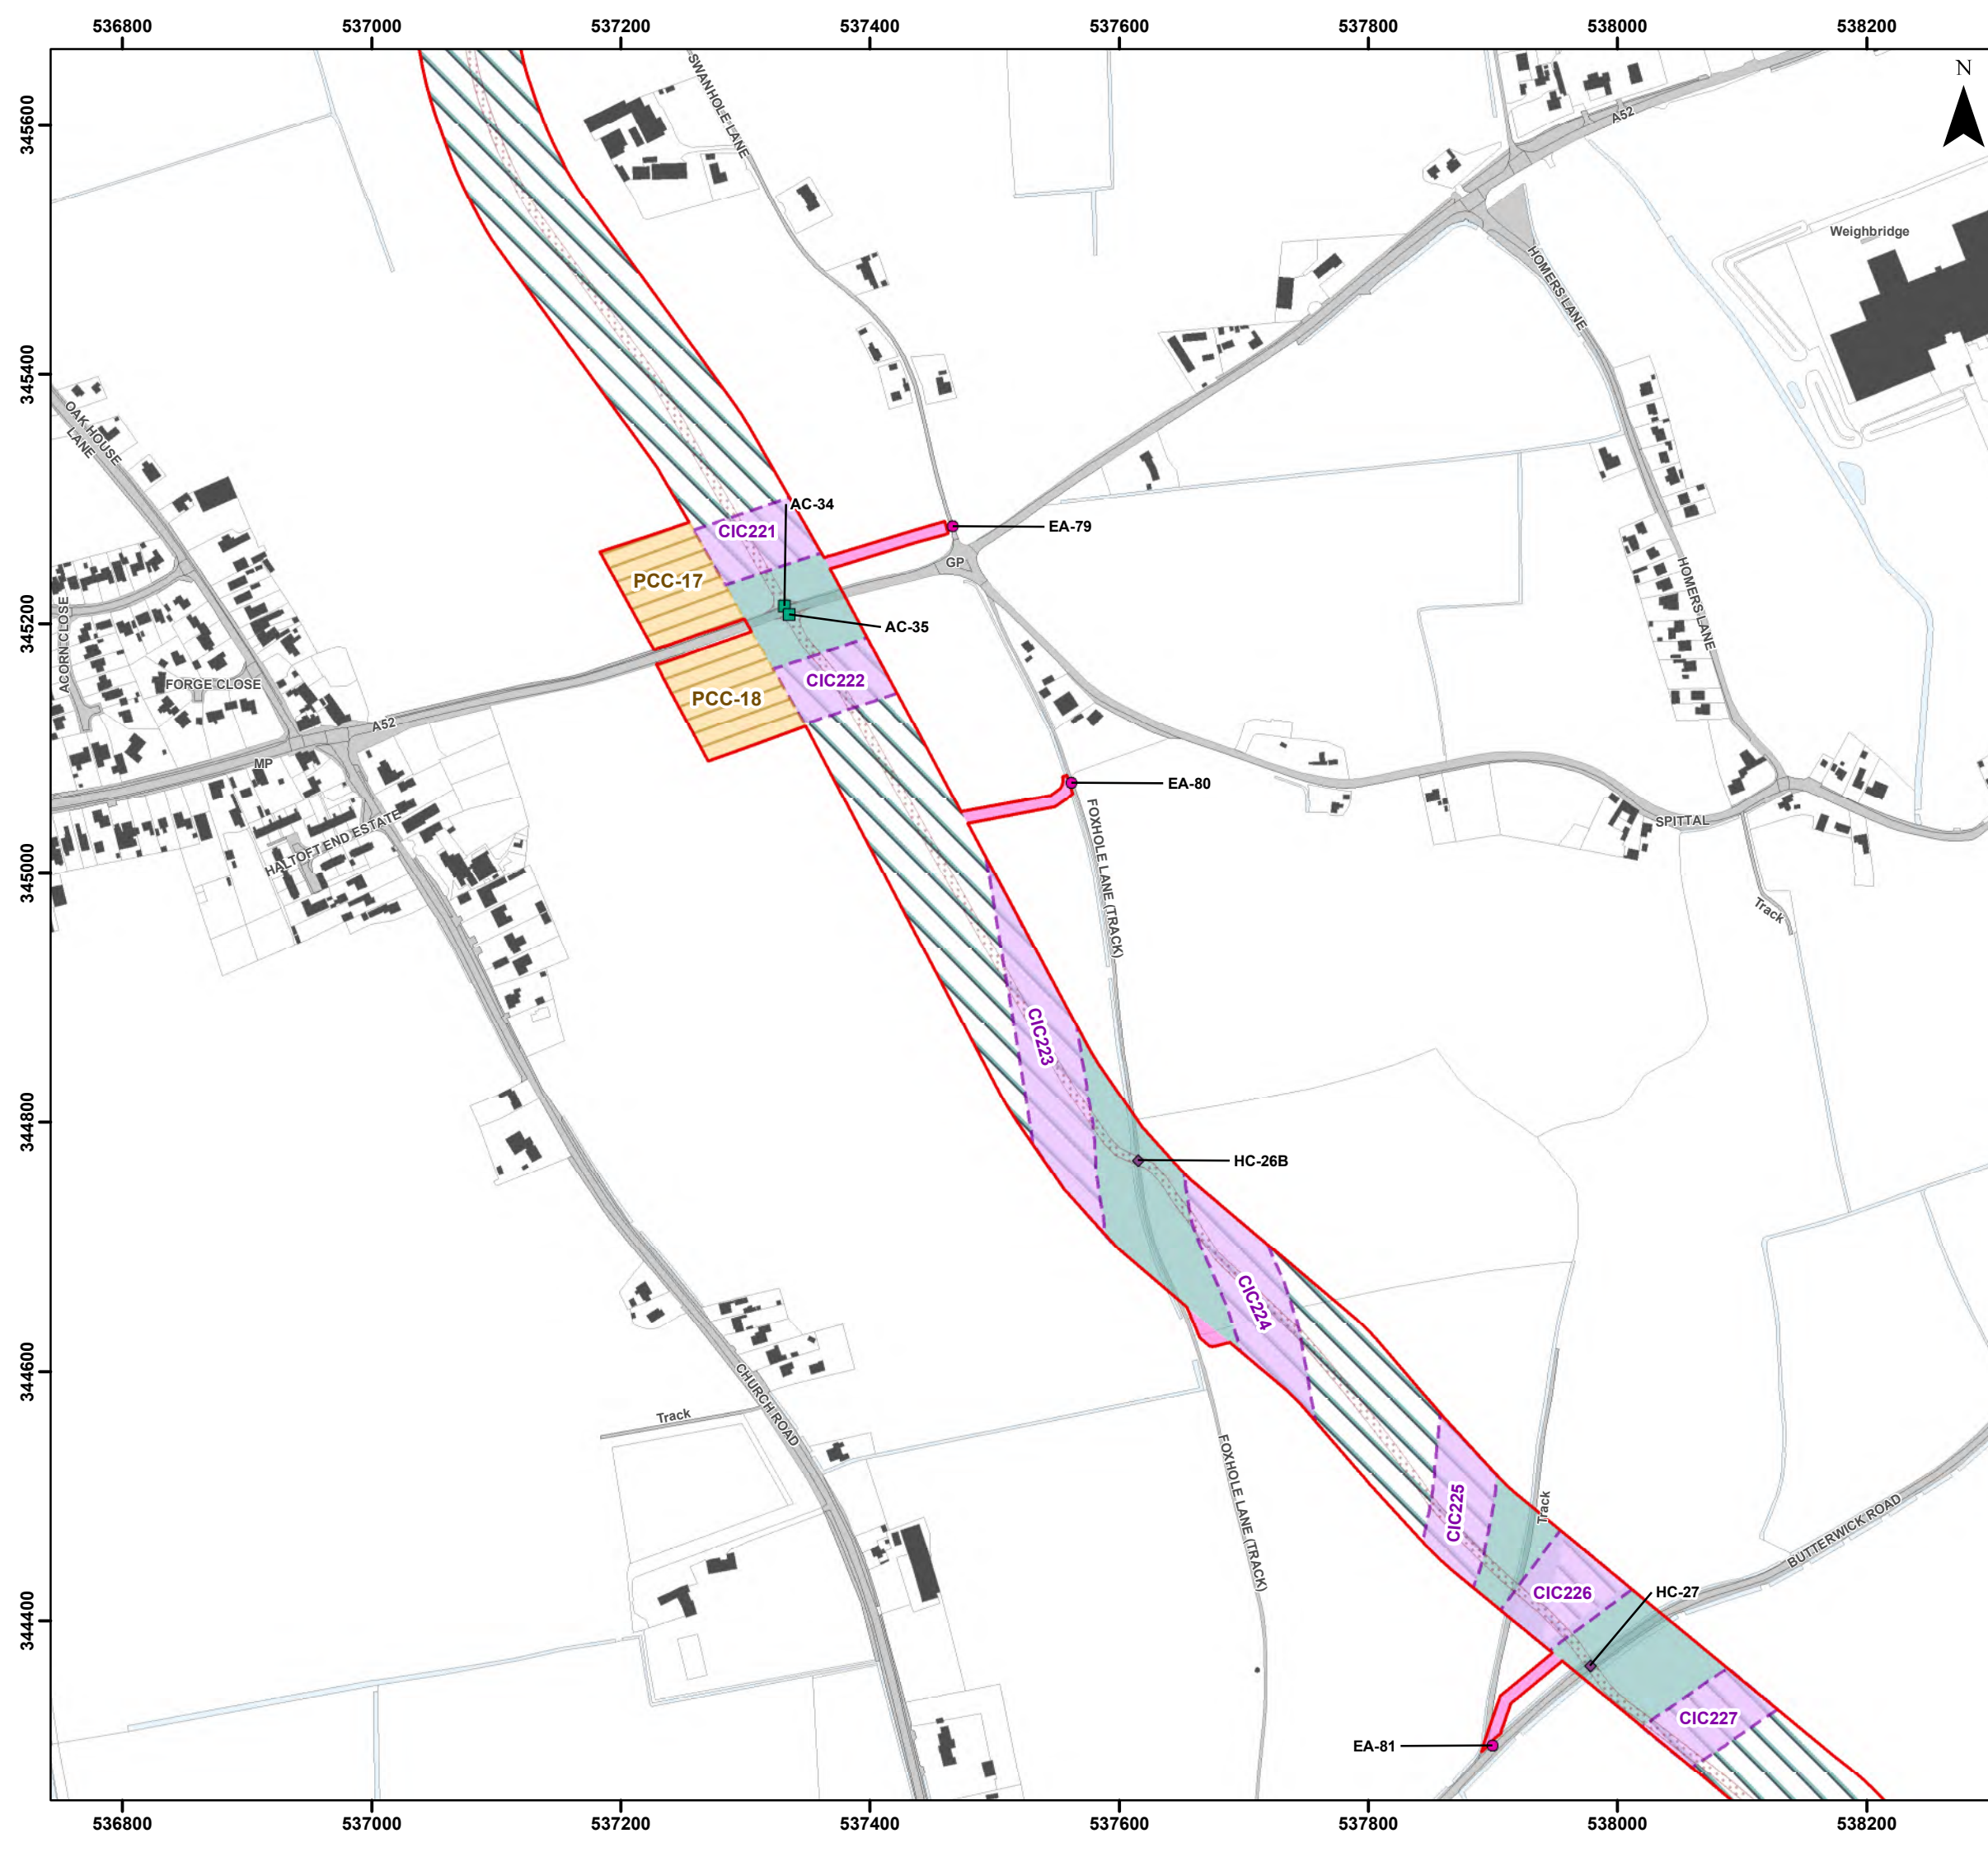 536800 537000 537200 537400 537600 537800 538000 538200
N
345600
345400
345200
345000
344800
344600
344400
SWANHOLE LANE
A52
Weighbridge
HOMERS LANE
OAK HOUSE
LANE
AC-34
CIC221
EA-79
GP
PCC-17
HOMERS LANE
AC-35
ACORN CLOSE
FORGE CLOSE
CIC222
PCC-18
A52
MP
EA-80
HALTOFT END ESTATE
SPITTAL
FOXHOLE LANE (TRACK)
Track
CIC223
HC-26B
CIC224
CHURCH ROAD
Track
FOXHOLE LANE (TRACK)
CIC225
Track
BUTTERWICK ROAD
CIC226
HC-27
CIC227
EA-81
536800 537000 537200 537400 537600 537800 538000 538200